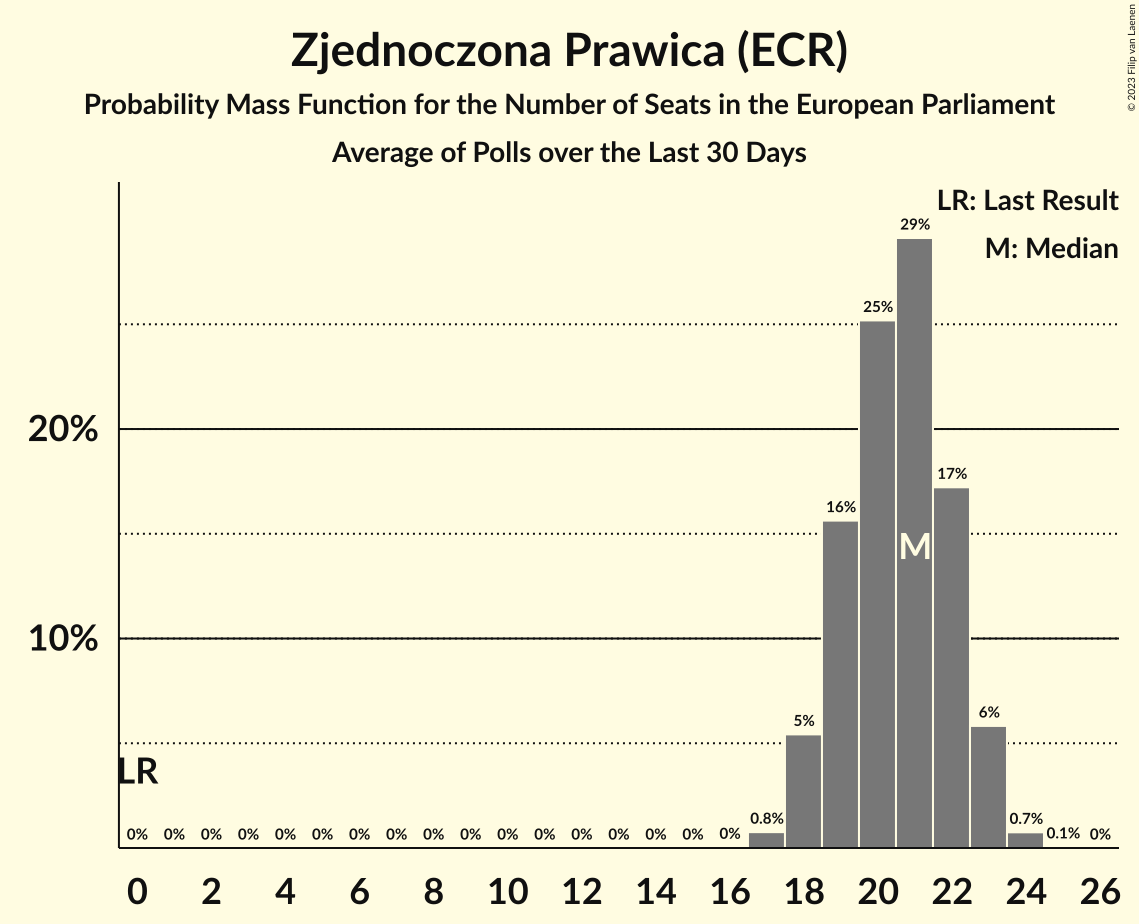 © 2023 Filip van Laenen
Zjednoczona Prawica (ECR)
Probability Mass Function for the Number of Seats in the European Parliament
Average of Polls over the Last 30 Days
LR: Last Result
M: Median
29%
25%
20%
17%
16%
M
10%
6%
5%
LR
0% 0% 0% 0% 0% 0% 0% 0% 0% 0% 0% 0% 0% 0% 0% 0% 0% 0.8% 0.7% 0.1% 0%
0 2 4 6 8 10 12 14 16 18 20 22 24 26